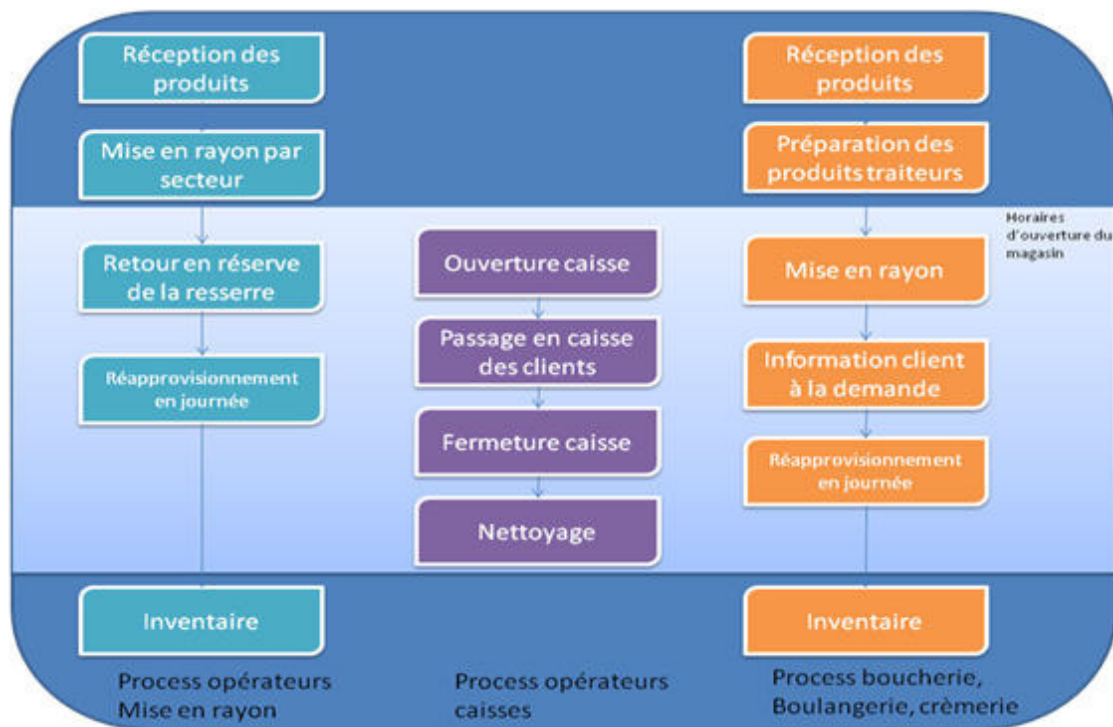 Réception des
produits
Mise en rayon par
secteur
Retour en réserve
de la resserre
Réapprovisionnement
en journée
Inventaire
Process opérateurs
Mise en rayon
Ouverture caisse
Passage en caisse
des clients
Fermeture caisse
Nettoyage
Process opérateurs
caisses
Réception des
produits
Préparation des
produits traiteurs
Horaires
d'ouverture du
magasin
Mise en rayon
Information client
à la demande
Réapprovisionnement
en journée
Inventaire
Process boucherie,
Boulangerie, crèmerie